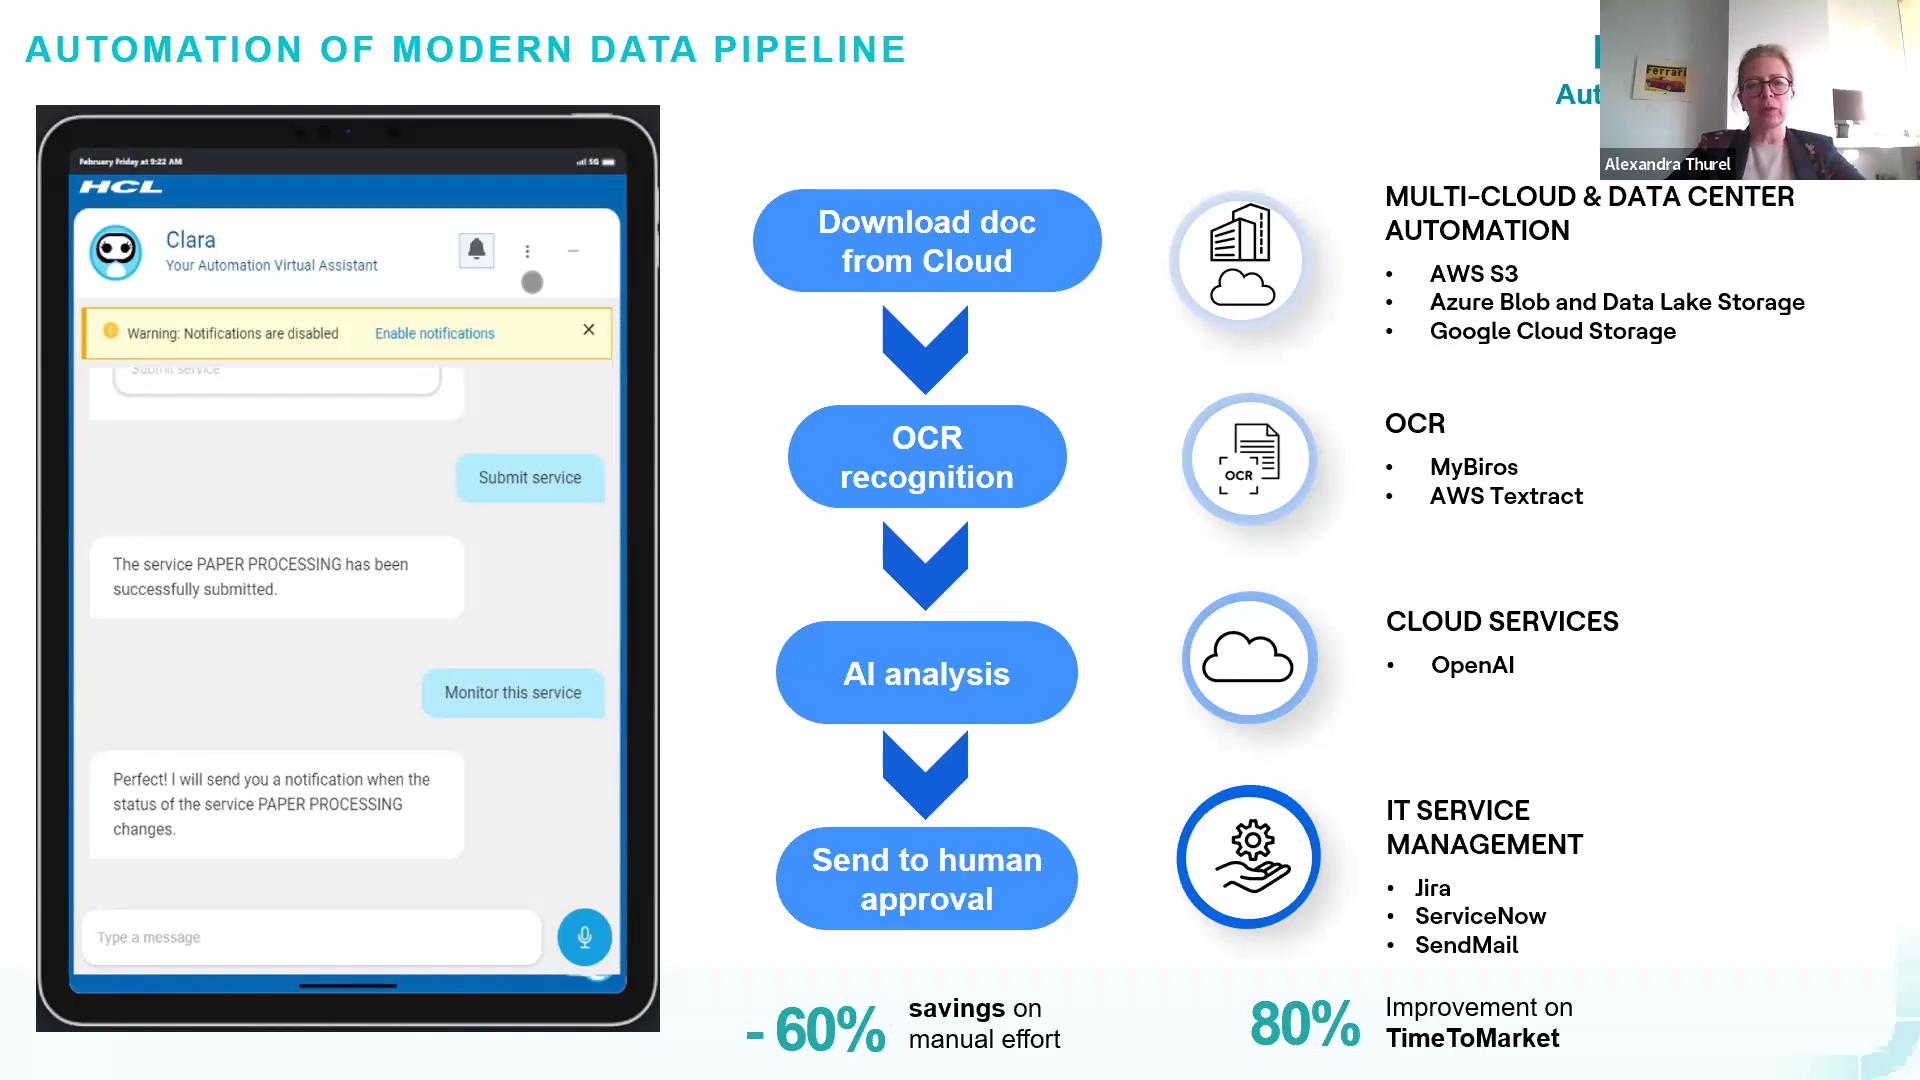 AUTOMATION OF MODERN DATA PIPELINE
Aut
Ferrari
Alexandra Thurel
February Friday at 9:22 AM
5G
HCL
Clara
Your Automation Virtual Assistant
Warning: Notifications are disabled
Enable notifications
Submit service
Submit service
The service PAPER PROCESSING has been
successfully submitted.
Monitor this service
Perfect! I will send you a notification when the
status of the service PAPER PROCESSING
changes.
Type a message
Download doc
from Cloud
OCR
recognition
AI analysis
Send to human
approval
MULTI-CLOUD & DATA CENTER
AUTOMATION
• AWS S3
• Azure Blob and Data Lake Storage
• Google Cloud Storage
OCR
OCR
• MyBiros
• AWS Textract
CLOUD SERVICES
• OpenAI
IT SERVICE
MANAGEMENT
• Jira
• ServiceNow
• SendMail
- 60%
savings on
manual effort
80%
Improvement on
TimeToMarket